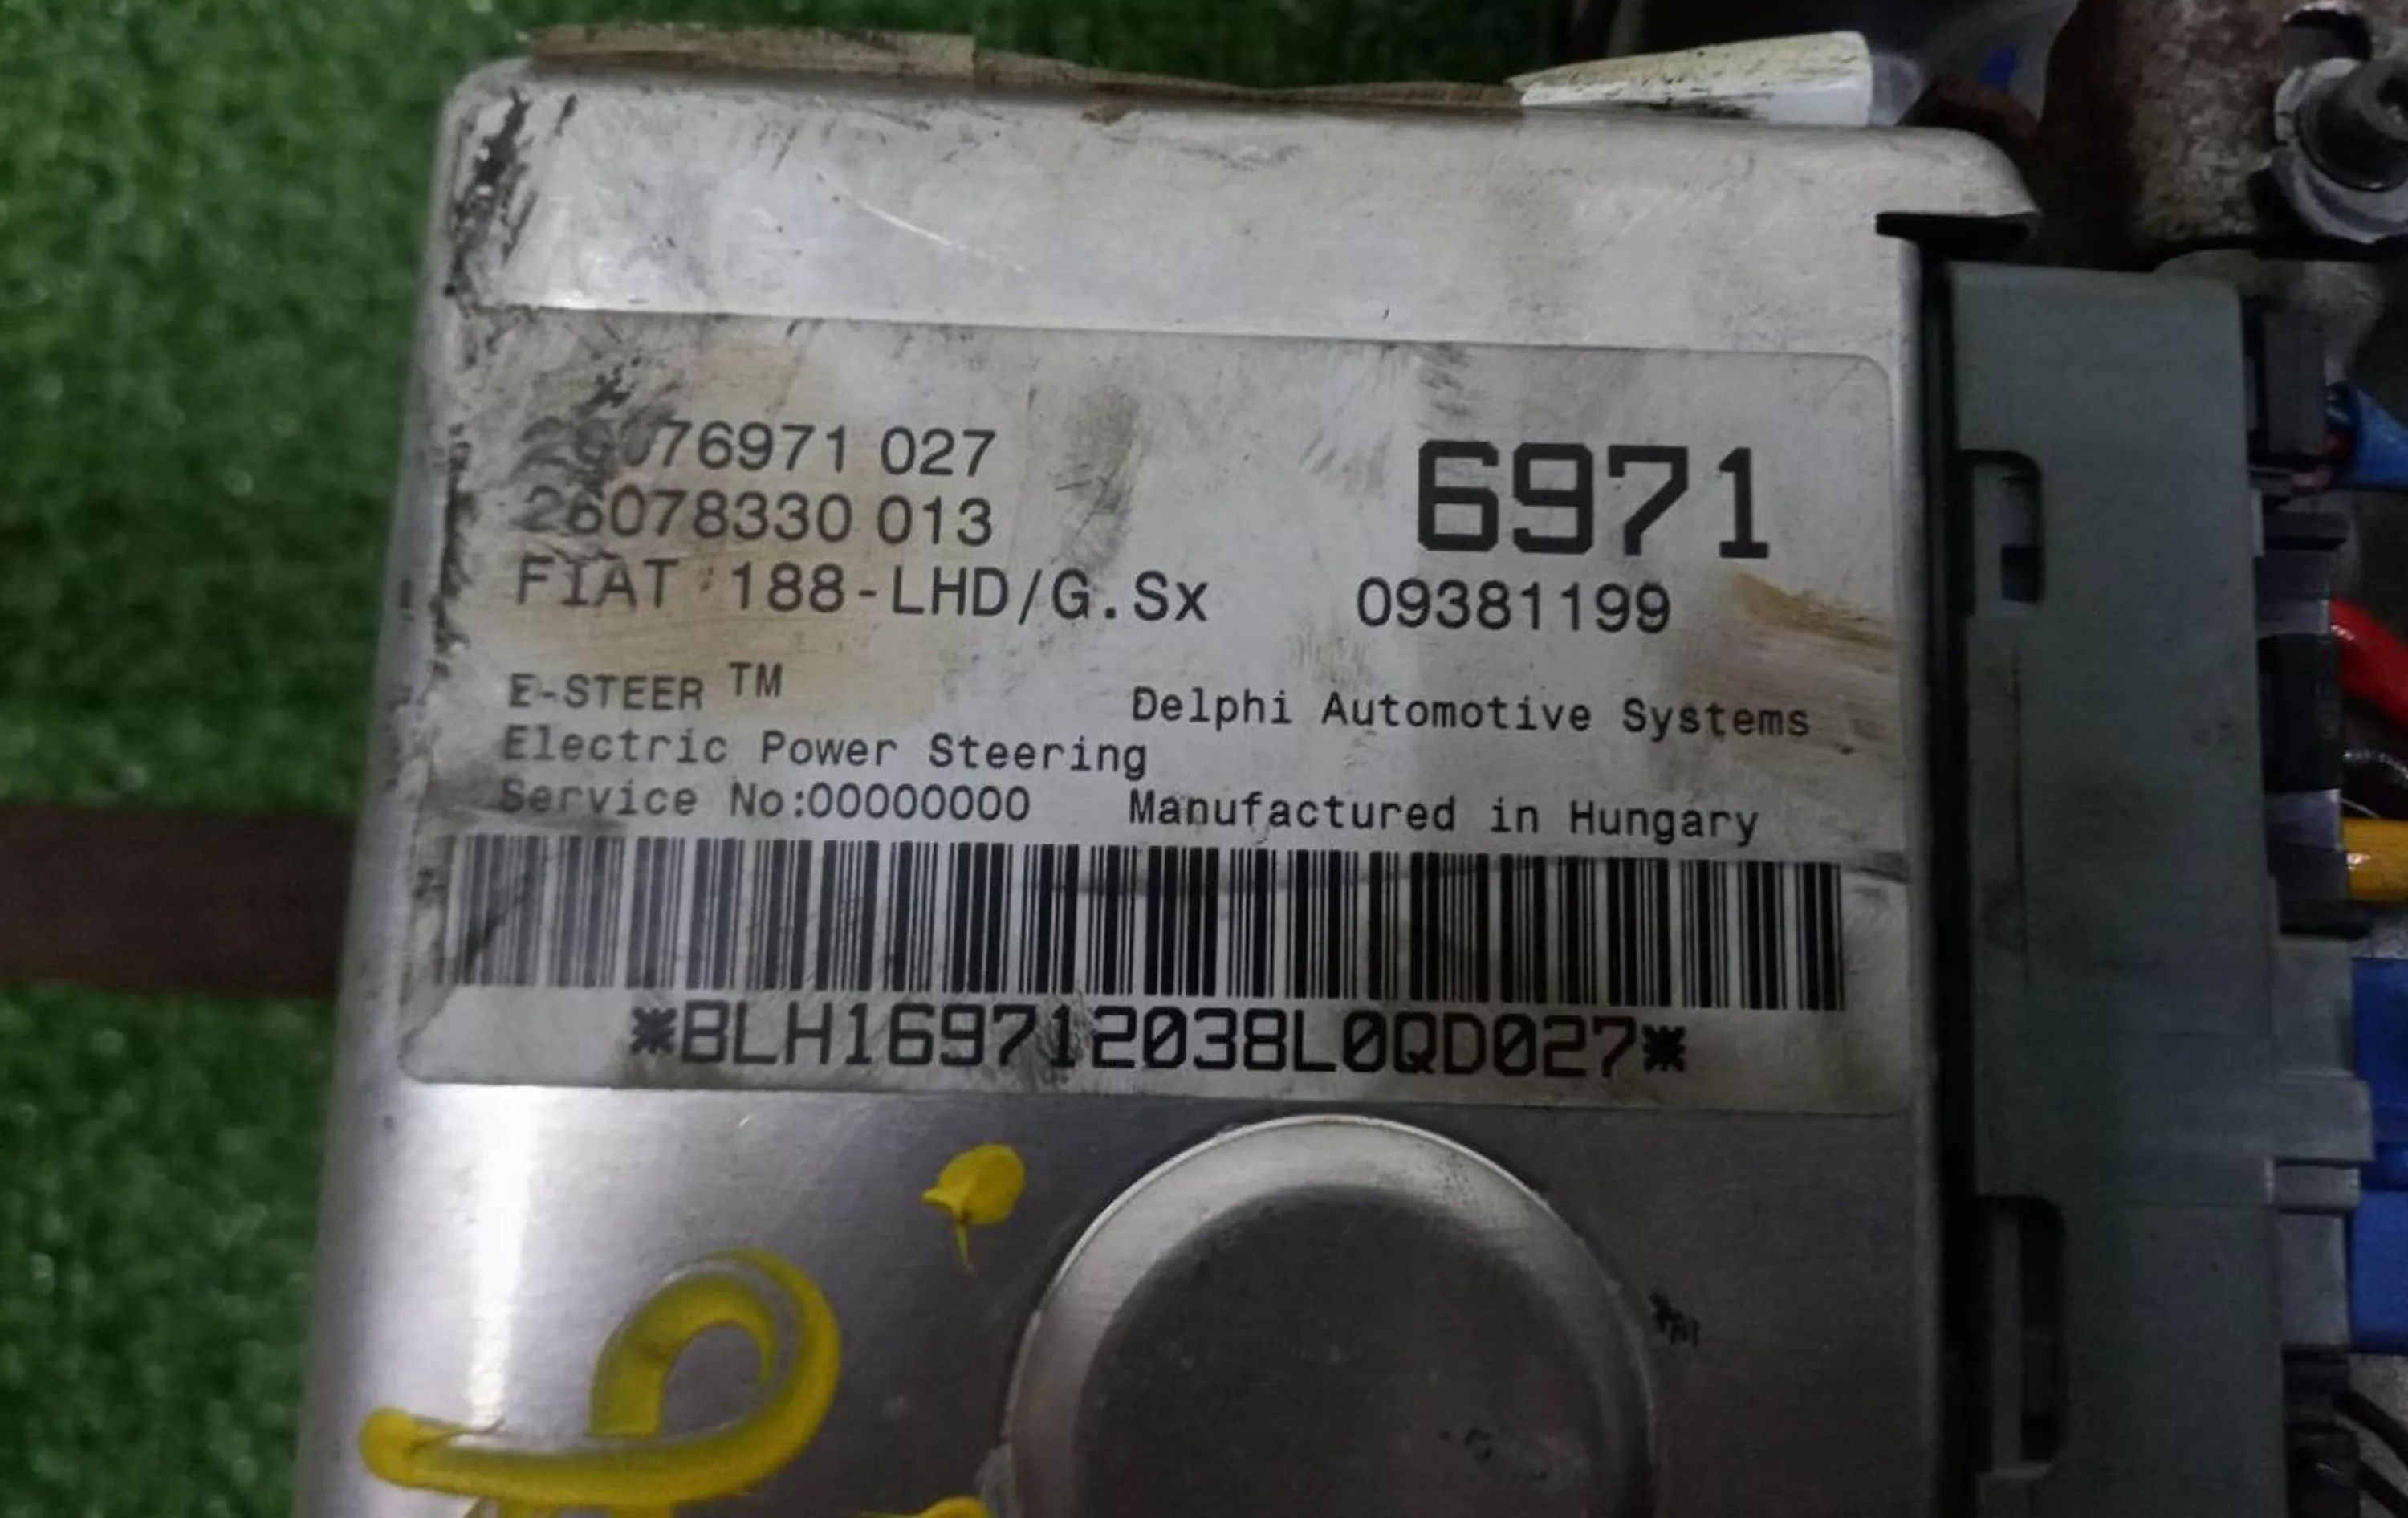 26076971 027
6971
26078330 013
FIAT 188-LHD/G.Sx 09381199
E-STEER TM
Delphi Automotive Systems
Electric Power Steering
Service No:00000000 Manufactured in Hungary
*BLH169712038L0QD027*